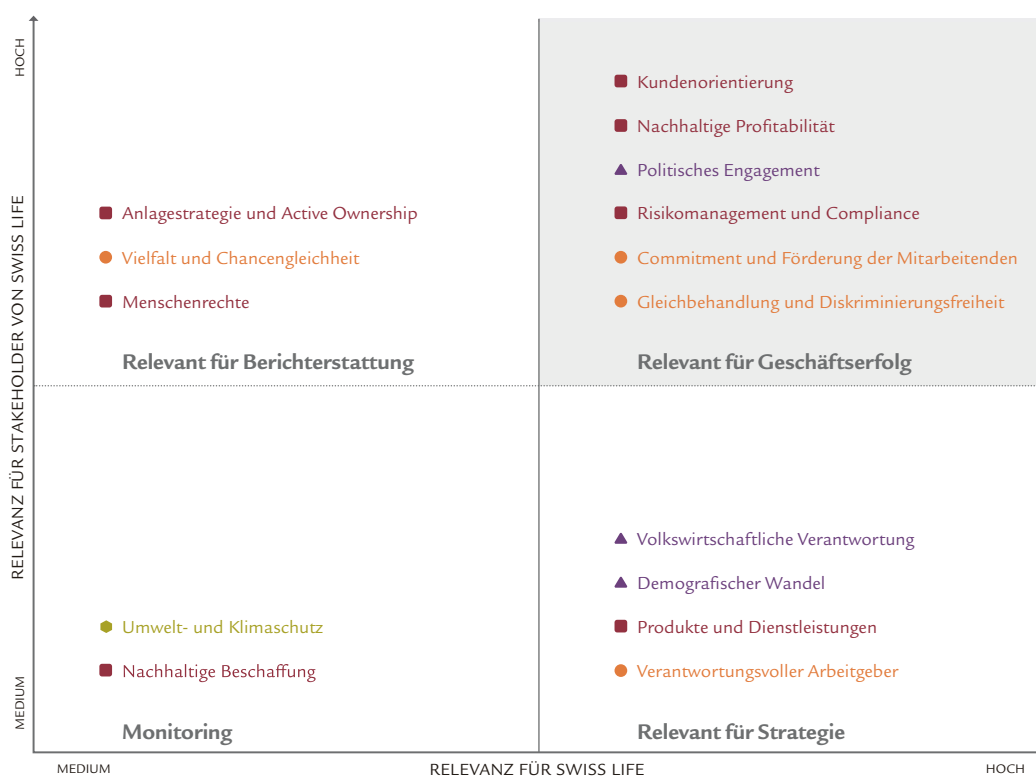 HOCH
RELEVANZ FÜR STAKEHOLDER VON SWISS LIFE
MEDIUM
Anlagestrategie und Active Ownership
Vielfalt und Chancengleichheit
Menschenrechte
Relevant für Berichterstattung
Kundenorientierung
Nachhaltige Profitabilität
Politisches Engagement
Risikomanagement und Compliance
Commitment und Förderung der Mitarbeitenden
Gleichbehandlung und Diskriminierungsfreiheit
Relevant für Geschäftserfolg
Umwelt- und Klimaschutz
Nachhaltige Beschaffung
Monitoring
Volkswirtschaftliche Verantwortung
Demografischer Wandel
Produkte und Dienstleistungen
Verantwortungsvoller Arbeitgeber
Relevant für Strategie
MEDIUM
RELEVANZ FÜR SWISS LIFE
HOCH